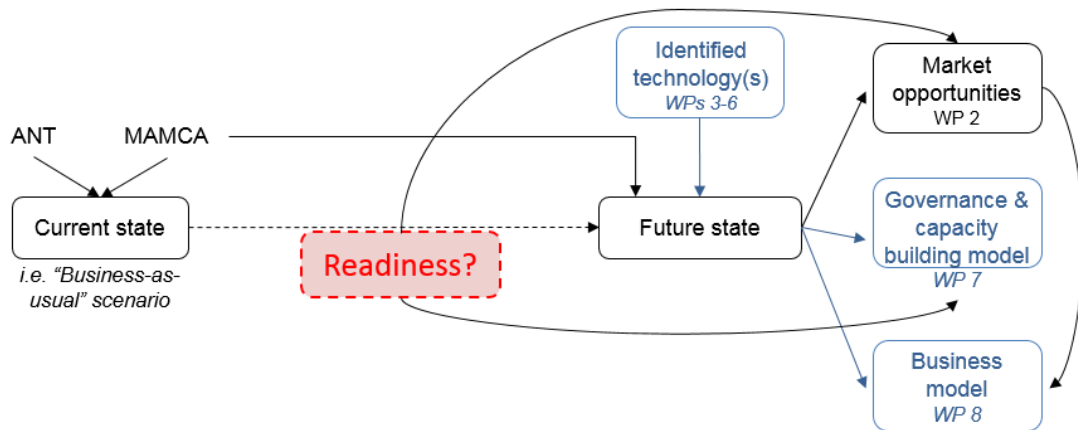 Identified
technology(s)
WPs 3-6
Market
opportunities
WP 2
ANT
MAMCA
Current state
i.e. “Business-as-
usual” scenario
Readiness?
Future state
Governance &
capacity
building model
WP 7
Business
model
WP 8